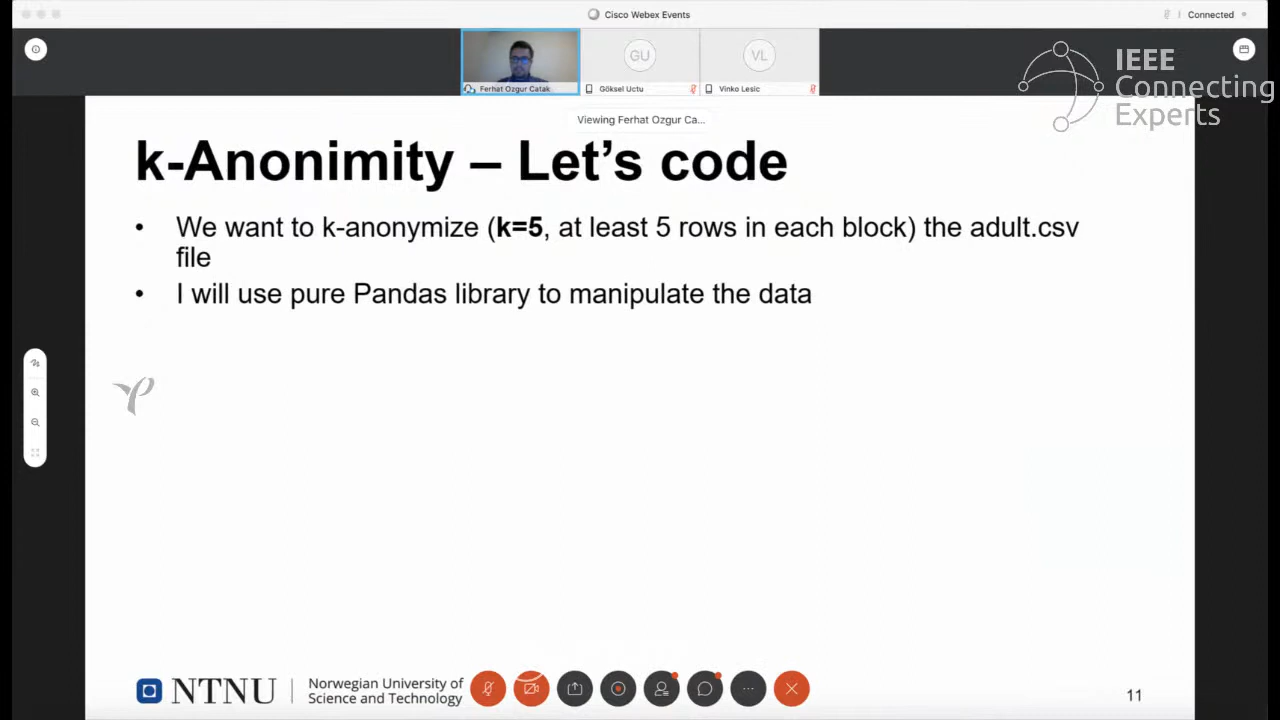 Cisco Webex Events
Connected
GU
VL
Ferhat Ozgur Catak
Göksel Uctu
Vinko Lesic
IEEE
Connecting
Experts
Viewing Ferhat Ozgur Ca...
k-Anonimity – Let's code
• We want to k-anonymize (k=5, at least 5 rows in each block) the adult.csv
file
• I will use pure Pandas library to manipulate the data
NTNU
Norwegian University of
Science and Technology
11